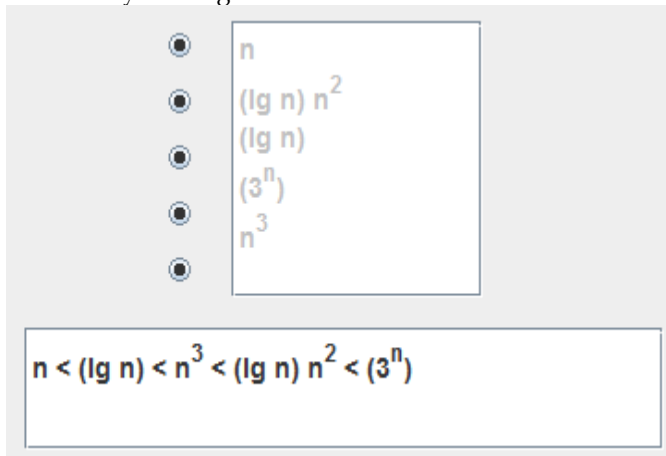 n
(lg n) n²
(lg n)
(3ⁿ)
n³
n < (lg n) < n³ < (lg n) n² < (3ⁿ)